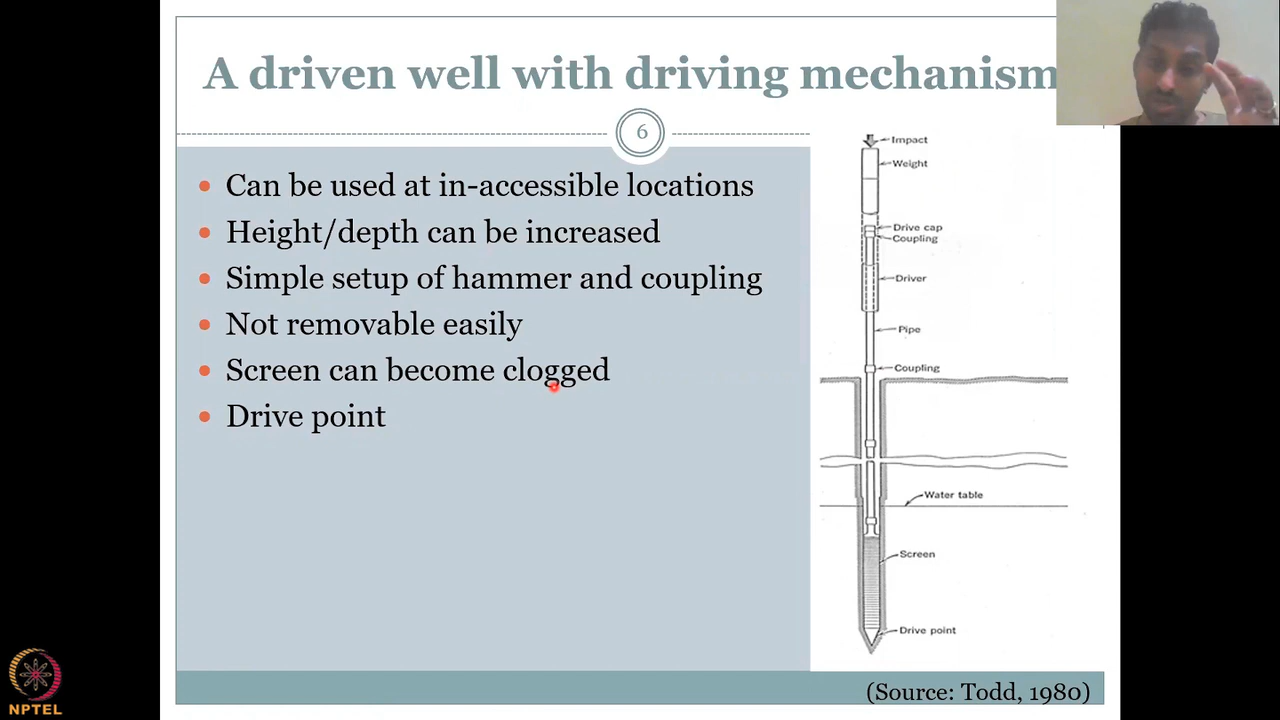 A driven well with driving mechanism
6
Can be used at in-accessible locations
Height/depth can be increased
Simple setup of hammer and coupling
Not removable easily
Screen can become clogged
Drive point
Impact
Weight
Drive cap
Coupling
Driver
Pipe
Coupling
Water table
Screen
Drive point
(Source: Todd, 1980)
NPTEL